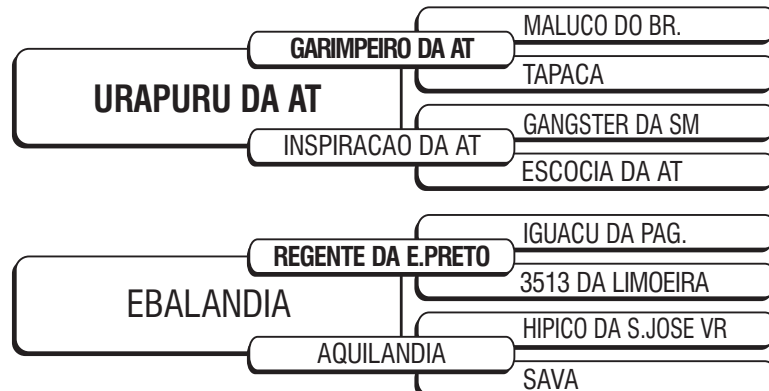 MALUCO DO BR.
GARIMPEIRO DA AT
TAPACA
URAPURU DA AT
GANGSTER DA SM
INSPIRACAO DA AT
ESCOCIA DA AT
IGUACU DA PAG.
REGENTE DA E.PRETO
3513 DA LIMOEIRA
EBALANDIA
HIPICO DA S.JOSE VR
AQUILANDIA
SAVA